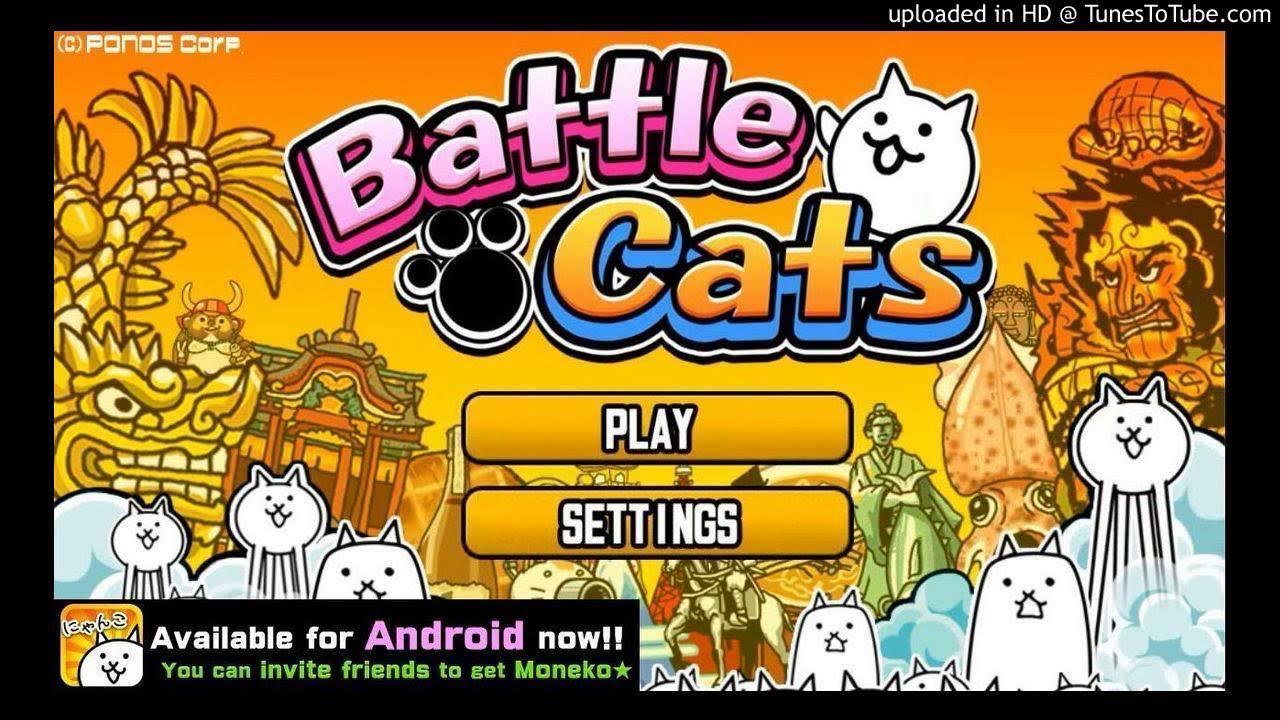 uploaded in HD @ TunesToTube.com
(C) PONOS Corp.
Battle
Cats
PLAY
SETTINGS
にゃんこ
Available for Android now!!
You can invite friends to get Moneko★